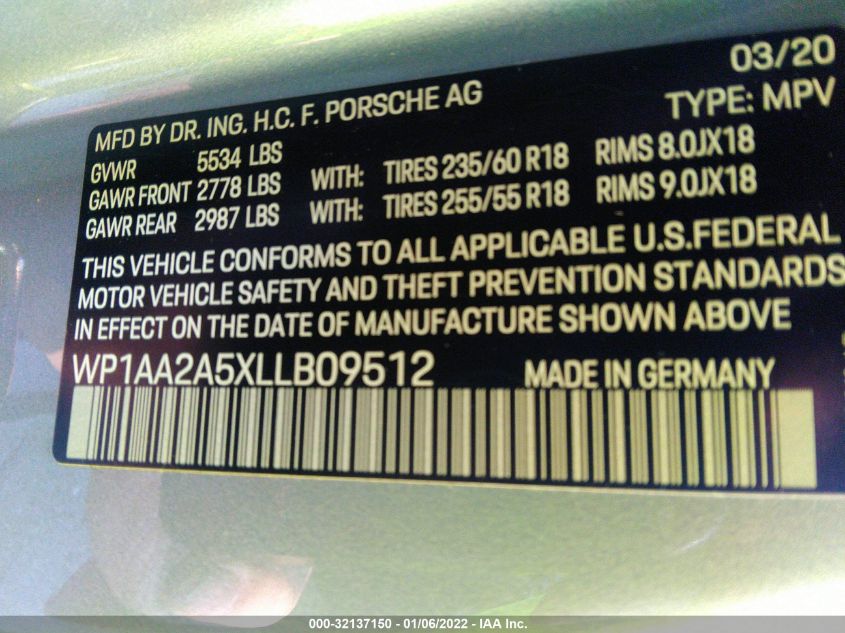 03/20
MFD BY DR. ING. H.C. F. PORSCHE AG
TYPE: MPV
GVWR 5534 LBS
GAWR FRONT 2778 LBS WITH: TIRES 235/60 R18 RIMS 8.0JX18
GAWR REAR 2987 LBS WITH: TIRES 255/55 R18 RIMS 9.0JX18
THIS VEHICLE CONFORMS TO ALL APPLICABLE U.S.FEDERAL
MOTOR VEHICLE SAFETY AND THEFT PREVENTION STANDARDS
IN EFFECT ON THE DATE OF MANUFACTURE SHOWN ABOVE
WP1AA2A5XLLB09512 MADE IN GERMANY
000-32137150 - 01/06/2022 - IAA Inc.